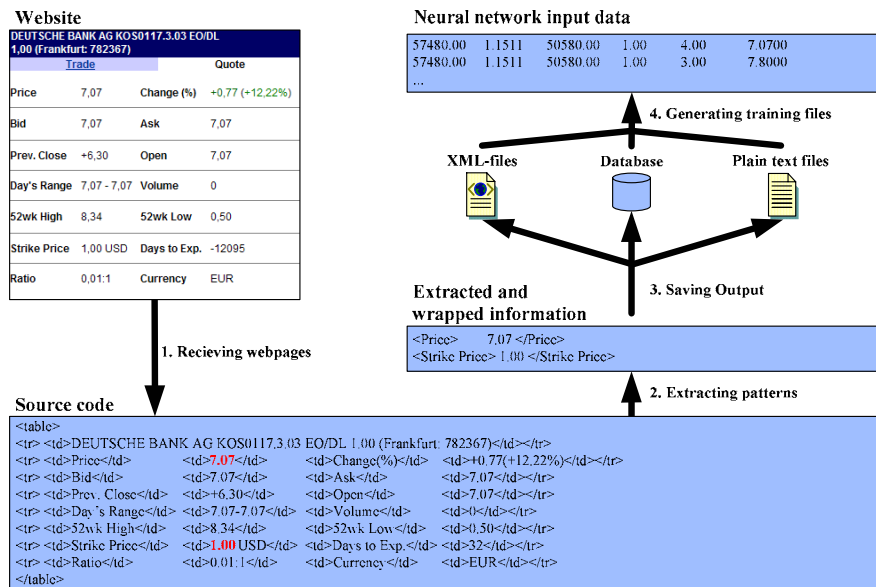 Website
DEUTSCHE BANK AG KOS0117.3.03 EO/DL
1,00 (Frankfurt: 782367)
Trade Quote
Price 7,07 Change (%) +0,77 (+12,22%)
Bid 7,07 Ask 7,07
Prev. Close +6,30 Open 7,07
Day's Range 7,07 - 7,07 Volume 0
52wk High 8,34 52wk Low 0,50
Strike Price 1,00 USD Days to Exp. -12095
Ratio 0,01:1 Currency EUR
1. Recieving webpages
Neural network input data
57480.00 1.1511 50580.00 1.00 4.00 7.0700
57480.00 1.1511 50580.00 1.00 3.00 7.8000
...
4. Generating training files
XML-files Database Plain text files
3. Saving Output
Extracted and
wrapped information
<Price> 7.07 </Price>
<Strike Price> 1.00 </Strike Price>
2. Extracting patterns
Source code
<table>
<tr> <td>DEUTSCHE BANK AG KOS0117.3.03 EO/DL 1,00 (Frankfurt: 782367)</td></tr>
<tr> <td>Price</td> <td>7.07</td> <td>Change(%)</td> <td>+0.77(+12,22%)</td></tr>
<tr> <td>Bid</td> <td>7.07</td> <td>Ask</td> <td>7.07</td></tr>
<tr> <td>Prev. Close</td> <td>+6.30</td> <td>Open</td> <td>7.07</td></tr>
<tr> <td>Day's Range</td> <td>7.07-7.07</td> <td>Volume</td> <td>0</td></tr>
<tr> <td>52wk High</td> <td>8.34</td> <td>52wk Low</td> <td>0.50</td></tr>
<tr> <td>Strike Price</td> <td>1.00 USD</td> <td>Days to Exp.</td> <td>32</td></tr>
<tr> <td>Ratio</td> <td>0.01:1</td> <td>Currency</td> <td>EUR</td></tr>
</table>